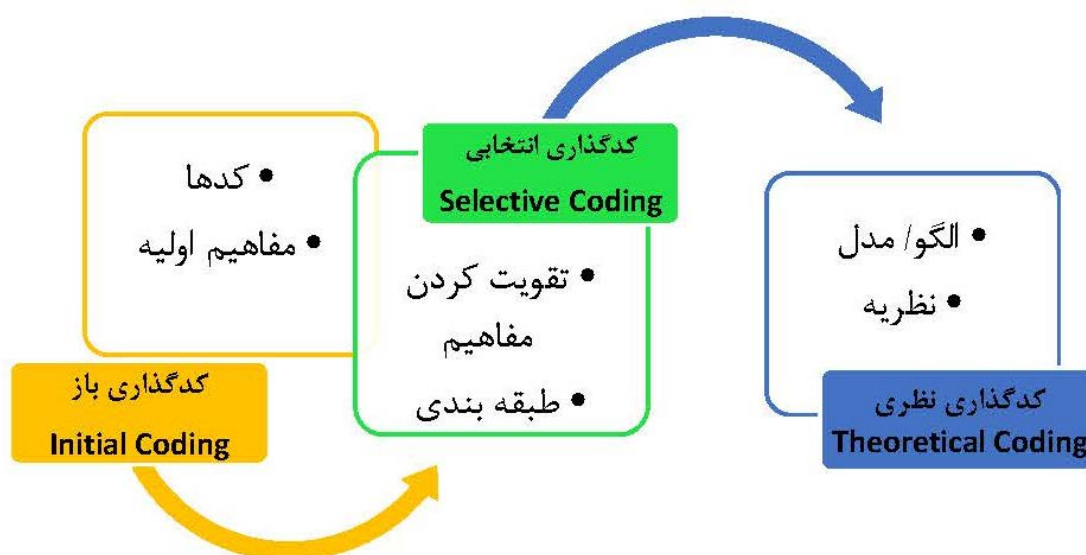 • کدها
• مفاهیم اولیه
کدگذاری باز
Initial Coding
کدگذاری انتخابی
Selective Coding
• تقویت کردن
مفاهیم
• طبقه بندی
• الگو/ مدل
• نظریه
کدگذاری نظری
Theoretical Coding